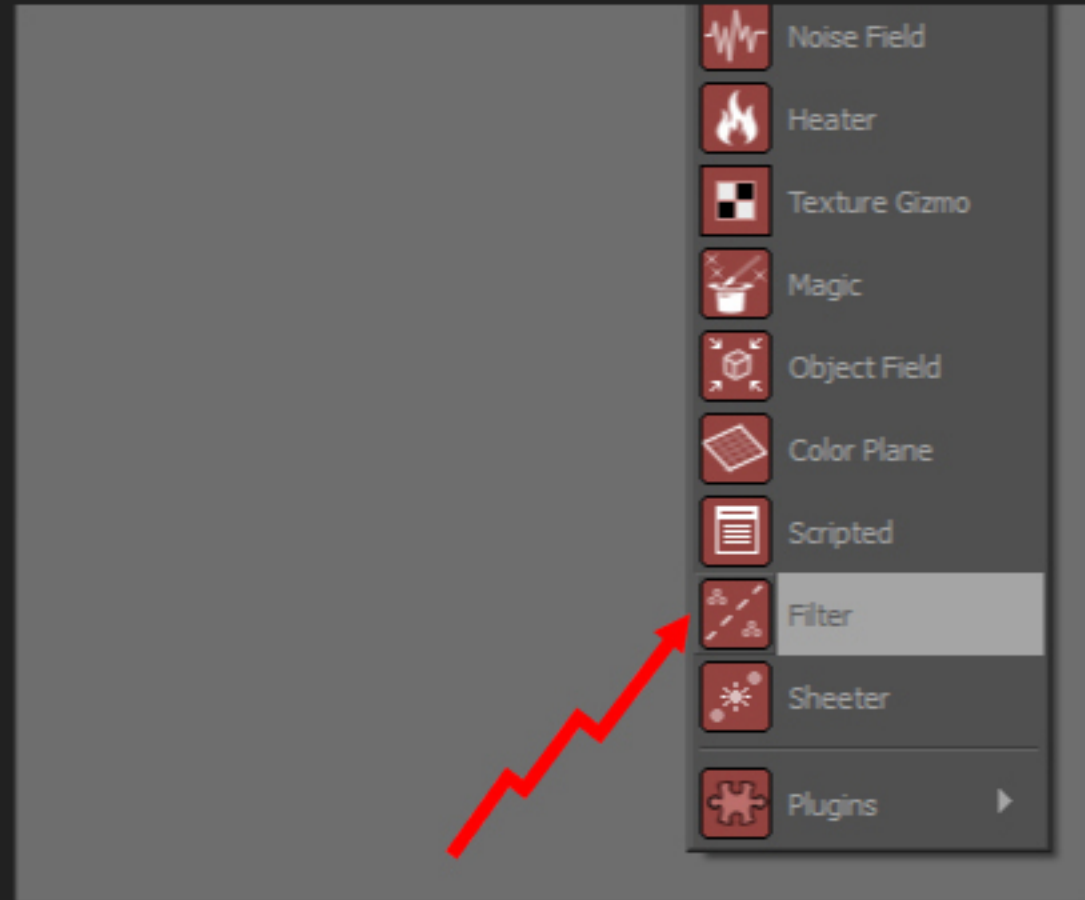 Noise Field
Heater
Texture Gizmo
Magic
Object Field
Color Plane
Scripted
Filter
Sheeter
Plugins